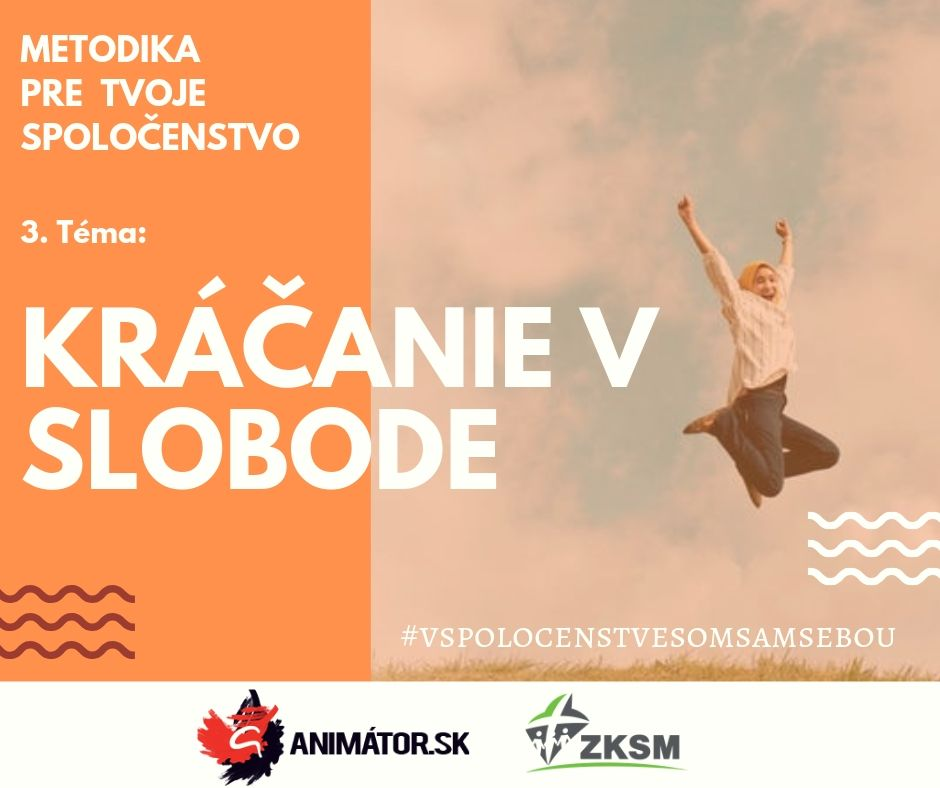 METODIKA
PRE TVOJE
SPOLOČENSTVO
3. Téma:
KRÁČANIE V
SLOBODE
#VSPOLOCENSTVESOMSAMSEBOU
ANIMÁTOR.SK
ZKSM